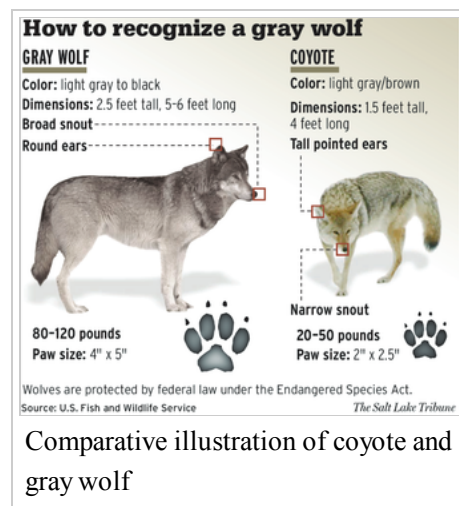 How to recognize a gray wolf
GRAY WOLF
Color: light gray to black
Dimensions: 2.5 feet tall, 5-6 feet long
Broad snout
Round ears
80-120 pounds
Paw size: 4" x 5"
COYOTE
Color: light gray/brown
Dimensions: 1.5 feet tall,
4 feet long
Tall pointed ears
Narrow snout
20-50 pounds
Paw size: 2" x 2.5"
Wolves are protected by federal law under the Endangered Species Act.
Source: U.S. Fish and Wildlife Service
The Salt Lake Tribune
Comparative illustration of coyote and
gray wolf